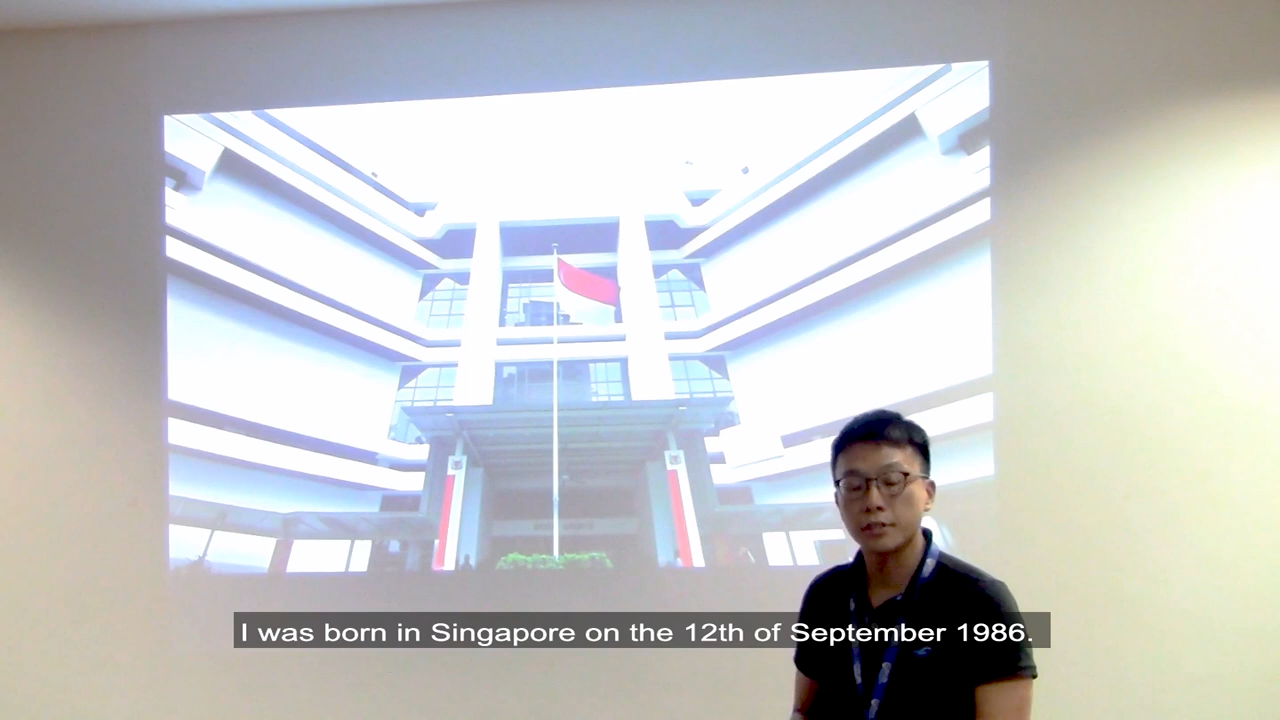 I was born in Singapore on the 12th of September 1986.